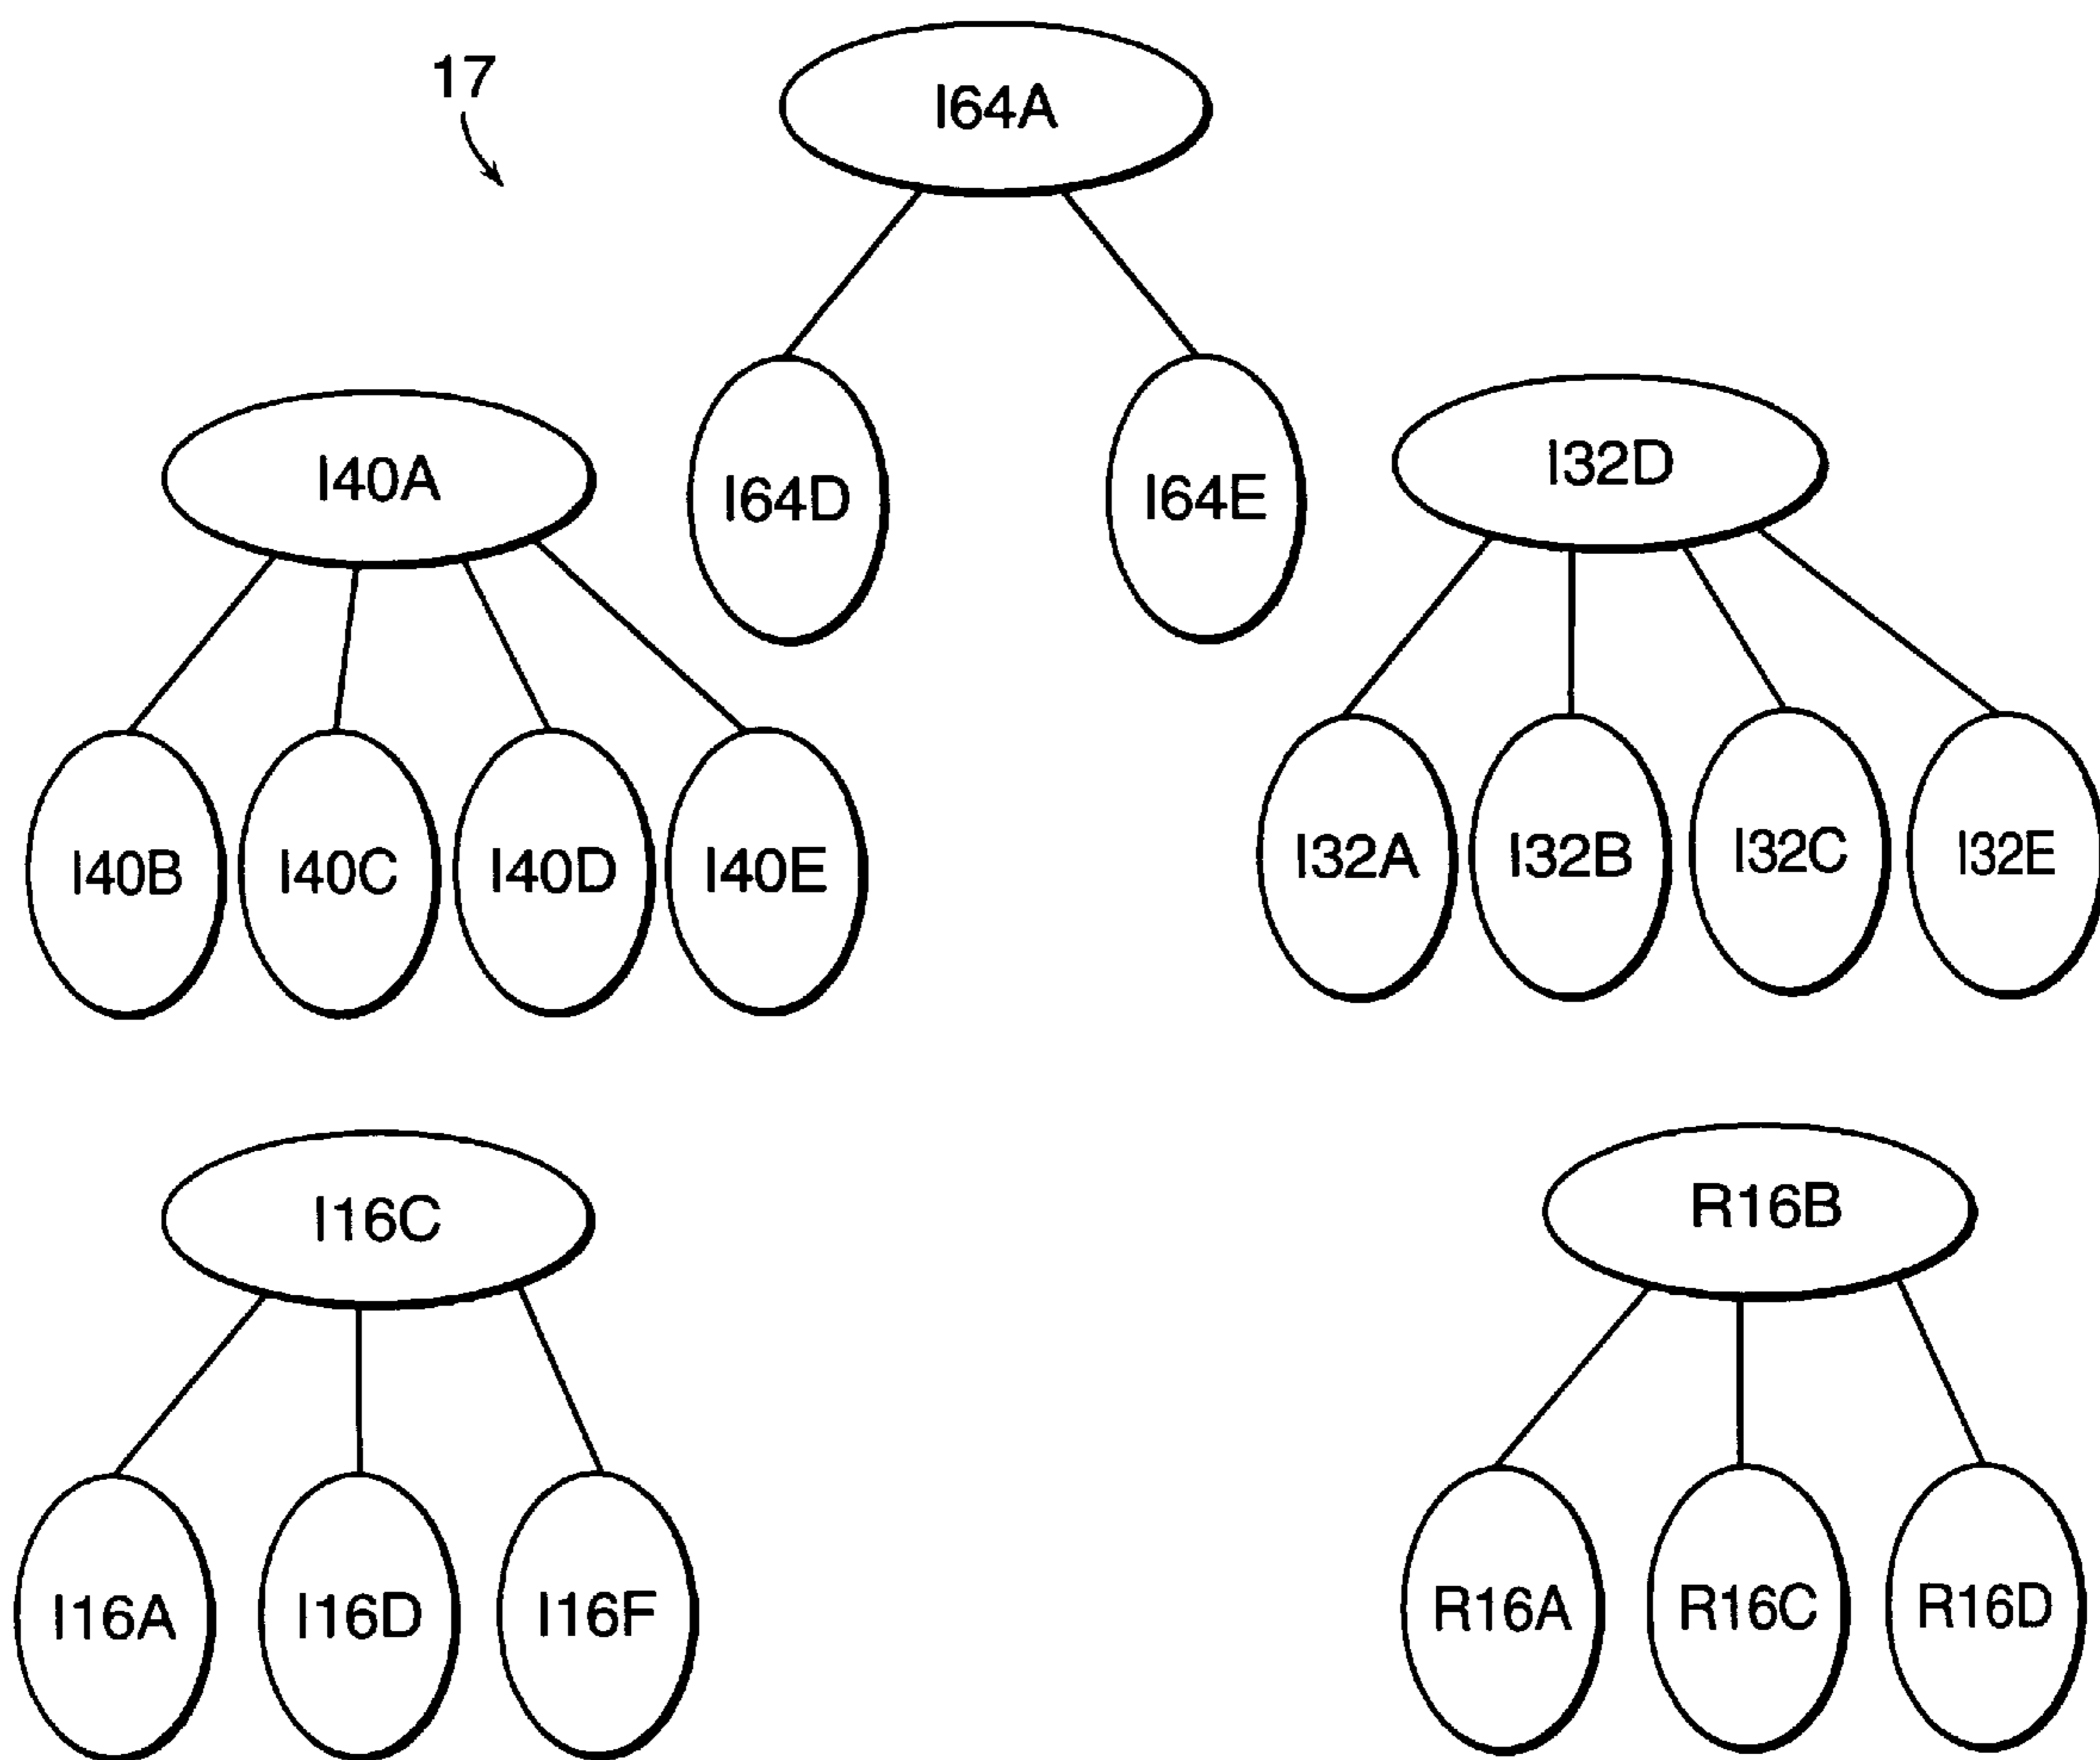 17
I64A
I40A
I64D
I64E
I32D
I40B
I40C
I40D
I40E
I32A
I32B
I32C
I32E
I16C
R16B
I16A
I16D
I16F
R16A
R16C
R16D